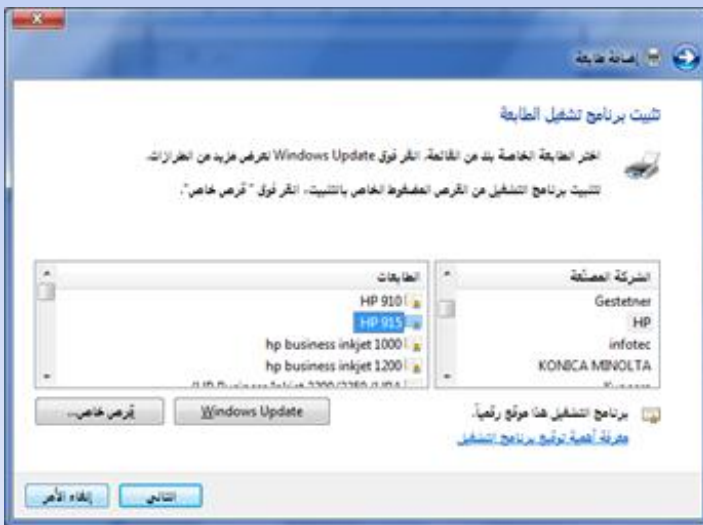 إضافة طابعة
تثبيت برنامج تشغيل الطابعة
اختر الطابعة الخاصة بك من القائمة. انقر فوق Windows Update لعرض مزيد من الطرازات.
لتثبيت برنامج التشغيل من القرص المضغوط الخاص بالتثبيت، انقر فوق "قرص خاص".
الشركة المصنّعة
Gestetner
HP
infotec
KONICA MINOLTA
الطابعات
HP 910
HP 915
hp business inkjet 1000
hp business inkjet 1200
برنامج التشغيل هذا موقع رقمياً.
معرفة أهمية توقيع برنامج التشغيل
Windows Update
قرص خاص...
التالي
إلغاء الأمر